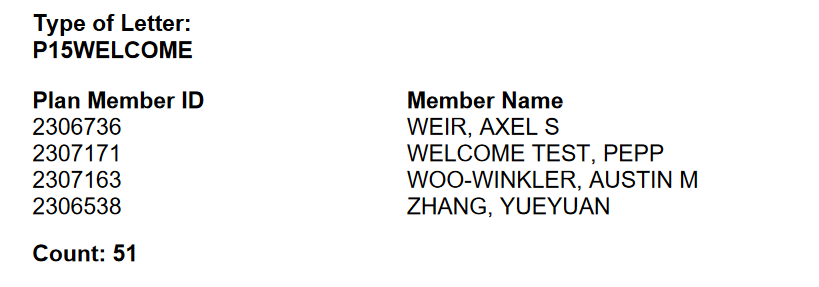 Type of Letter:
P15WELCOME
Plan Member ID Member Name
2306736 WEIR, AXEL S
2307171 WELCOME TEST, PEPP
2307163 WOO-WINKLER, AUSTIN M
2306538 ZHANG, YUEYUAN
Count: 51